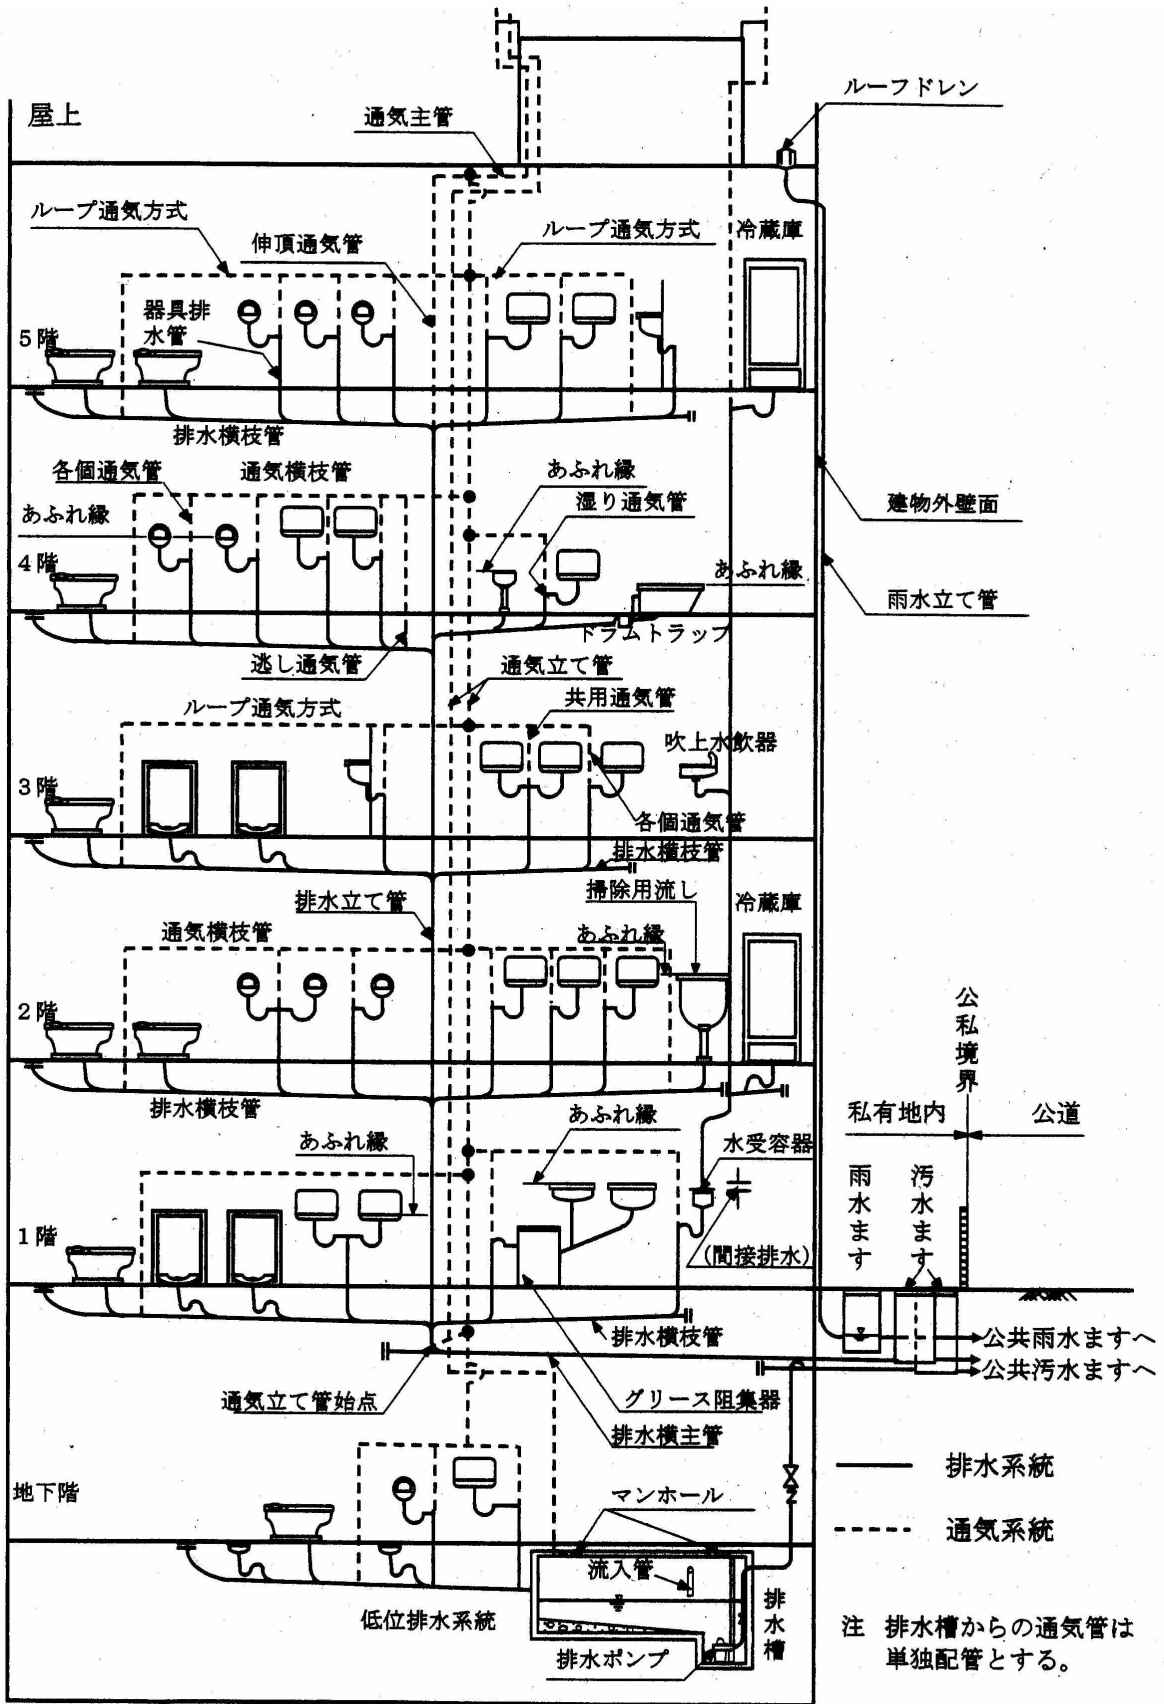 屋上
通気主管
ルーフドレン
ループ通気方式
伸頂通気管
ループ通気方式
冷蔵庫
器具排
水管
5階
排水横枝管
各個通気管
通気横枝管
あふれ縁
湿り通気管
あふれ縁
4階
あふれ縁
建物外壁面
雨水立て管
ドラムトラップ
逃し通気管
通気立て管
ループ通気方式
共用通気管
吹上水飲器
3階
各個通気管
排水横枝管
排水立て管
掃除用流し
冷蔵庫
通気横枝管
あふれ縁
2階
公私境界
排水横枝管
あふれ縁
私有地内
公道
あふれ縁
水受容器
雨水ます
汚水ます
1階
(間接排水)
排水横枝管
公共雨水ますへ
公共汚水ますへ
通気立て管始点
グリース阻集器
排水横主管
排水系統
地下階
マンホール
通気系統
流入管
排水槽
低位排水系統
排水ポンプ
注 排水槽からの通気管は
単独配管とする。